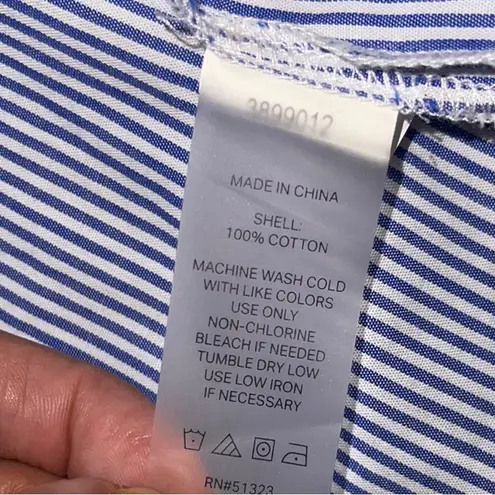 3899012
MADE IN CHINA
SHELL:
100% COTTON
MACHINE WASH COLD
WITH LIKE COLORS
USE ONLY
NON-CHLORINE
BLEACH IF NEEDED
TUMBLE DRY LOW
USE LOW IRON
IF NECESSARY
RN#51323